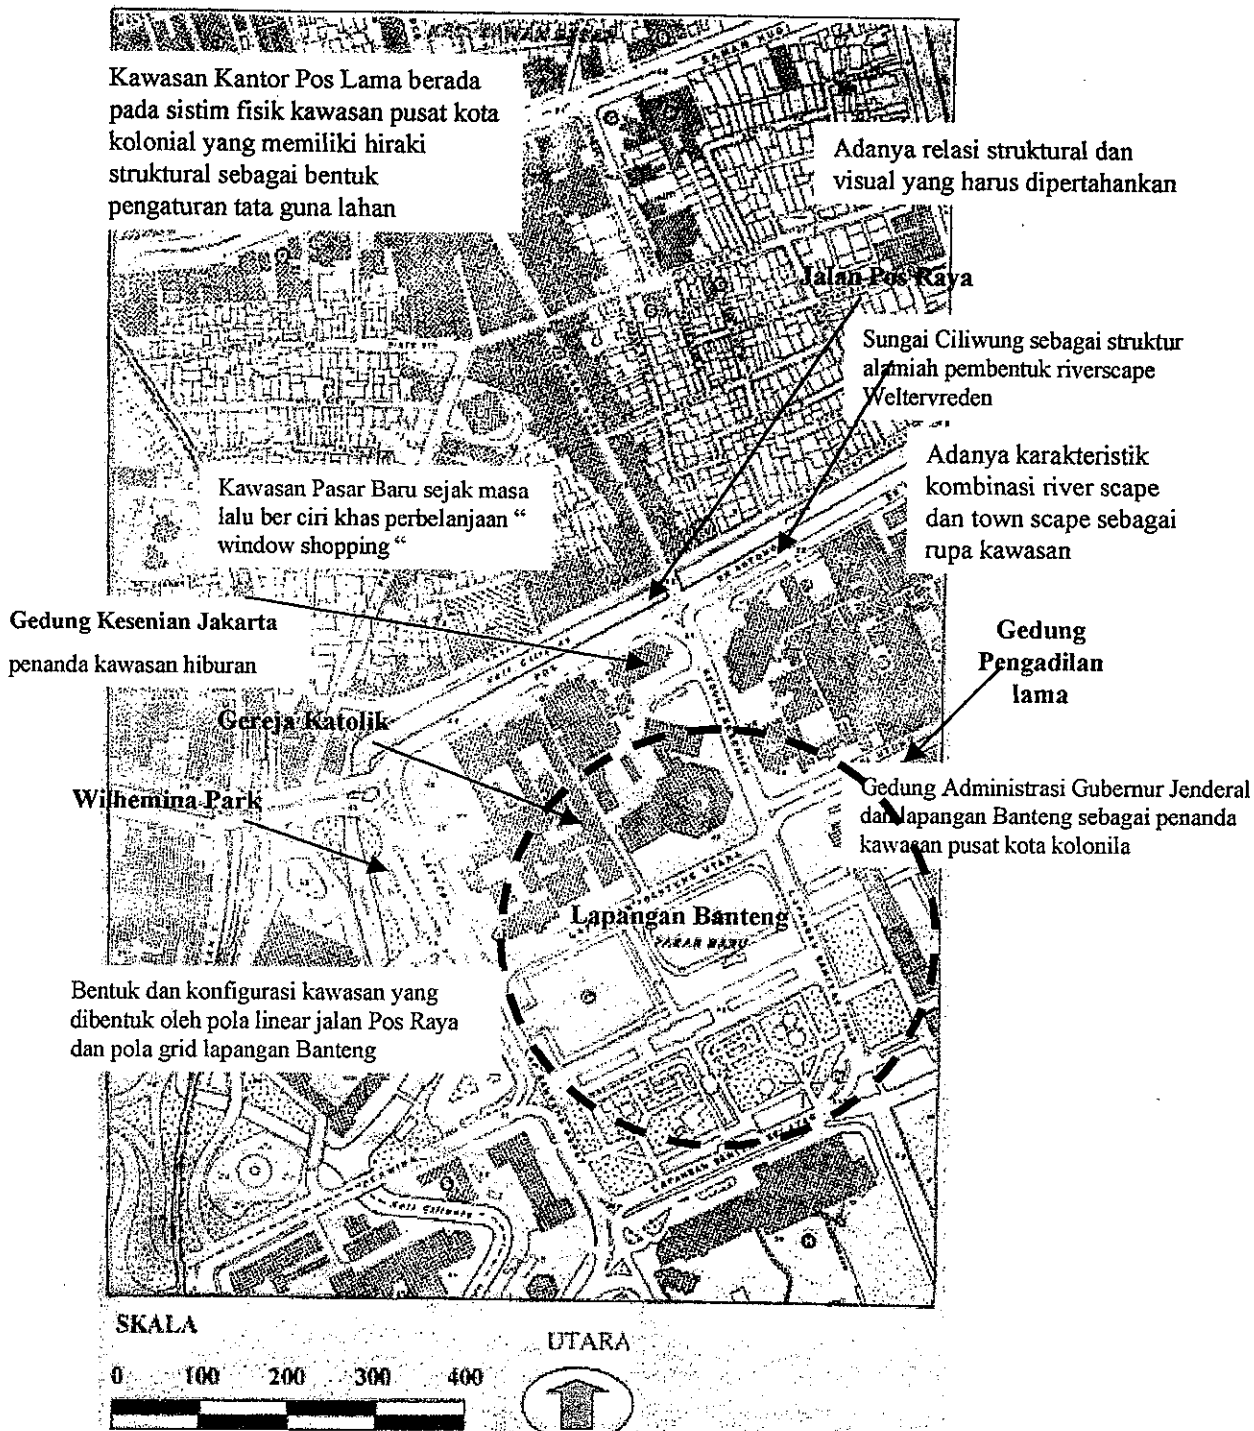 Kawasan Kantor Pos Lama berada
pada sistim fisik kawasan pusat kota
kolonial yang memiliki hiraki
struktural sebagai bentuk
pengaturan tata guna lahan
Adanya relasi struktural dan
visual yang harus dipertahankan
Jalan Pos Raya
Sungai Ciliwung sebagai struktur
alamiah pembentuk riverscape
Weltervreden
Adanya karakteristik
kombinasi river scape
dan town scape sebagai
rupa kawasan
Kawasan Pasar Baru sejak masa
lalu ber ciri khas perbelanjaan “
window shopping “
Gedung Kesenian Jakarta
penanda kawasan hiburan
Gedung
Pengadilan
lama
Gereja Katolik
Wilhemina Park
Gedung Administrasi Gubernur Jenderal
dan lapangan Banteng sebagai penanda
kawasan pusat kota kolonila
Lapangan Banteng
Bentuk dan konfigurasi kawasan yang
dibentuk oleh pola linear jalan Pos Raya
dan pola grid lapangan Banteng
Kali Ciliwung
POS
SKALA
UTARA
0 100 200 300 400